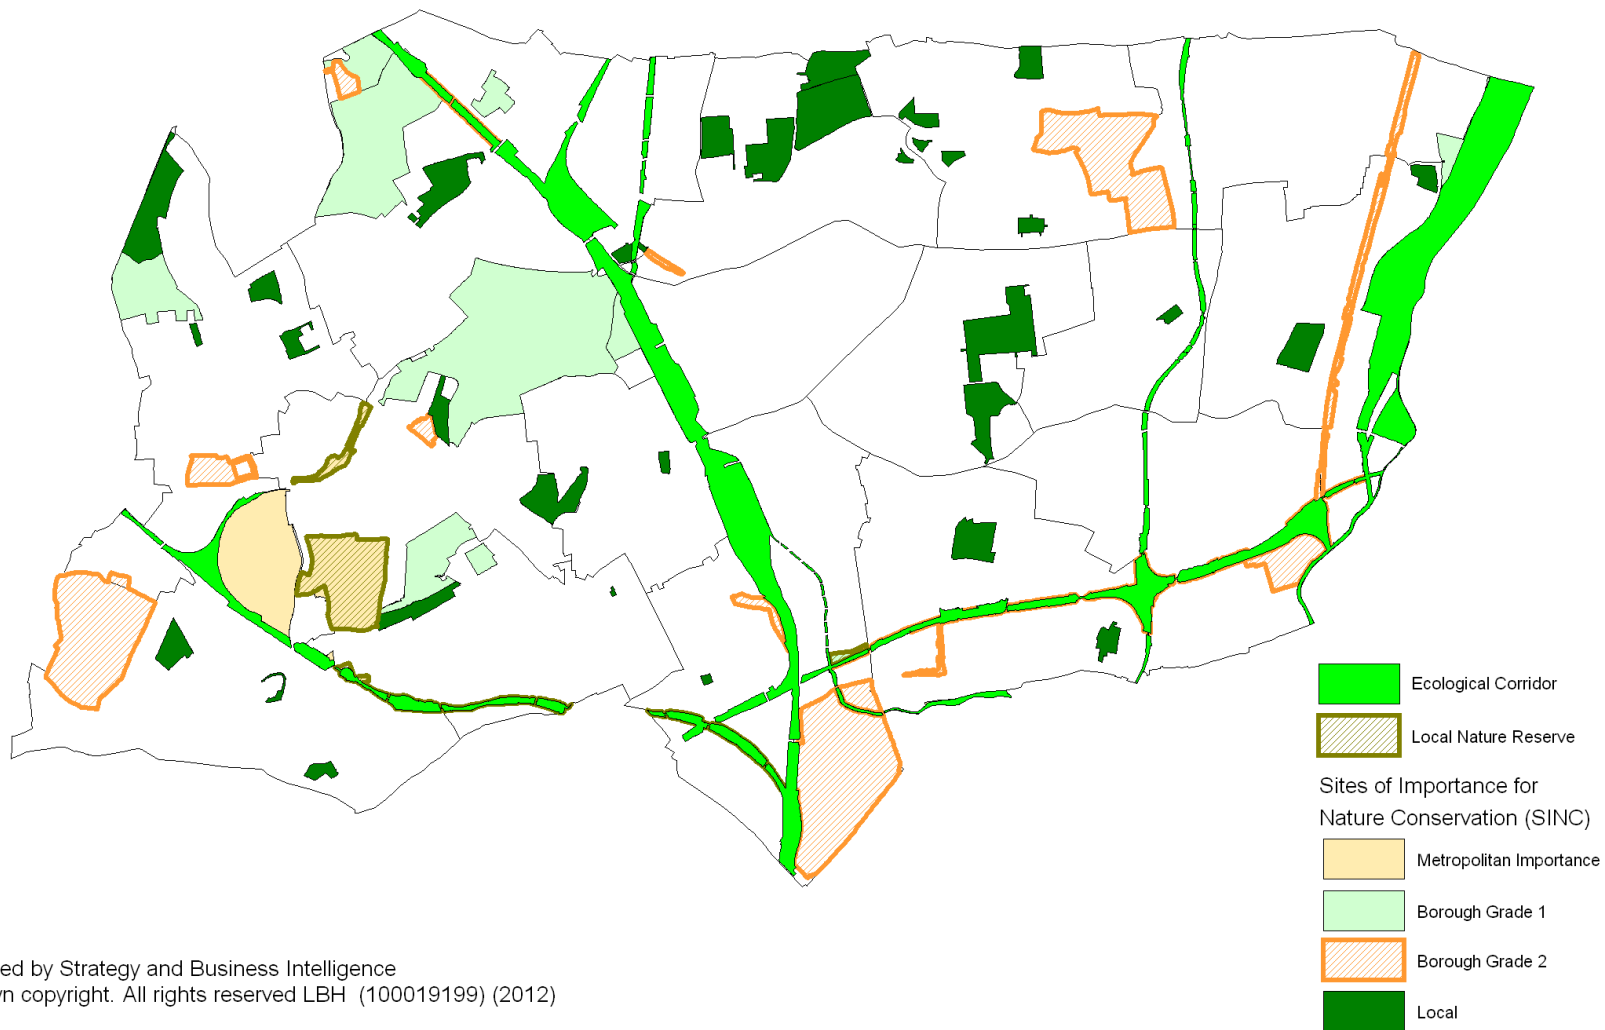 Ecological Corridor
Local Nature Reserve
Sites of Importance for
Nature Conservation (SINC)
Metropolitan Importance
Borough Grade 1
Borough Grade 2
Local
ed by Strategy and Business Intelligence
n copyright. All rights reserved LBH (100019199) (2012)